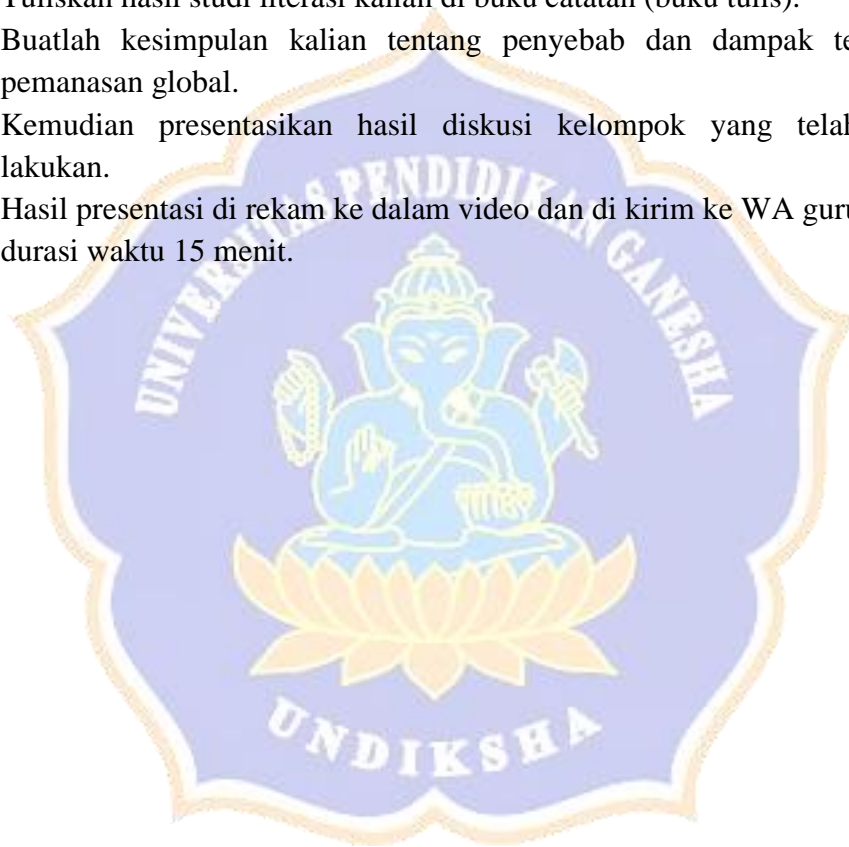 Tuliskan hasil studi literasi kalian di buku catatan (buku tulis).
Buatlah kesimpulan kalian tentang penyebab dan dampak te
pemanasan global.
Kemudian presentasikan hasil diskusi kelompok yang telah
lakukan.
Hasil presentasi di rekam ke dalam video dan di kirim ke WA guru
durasi waktu 15 menit.
UNIVERSITAS PENDIDIKAN GANESHA
UNDIKSHA